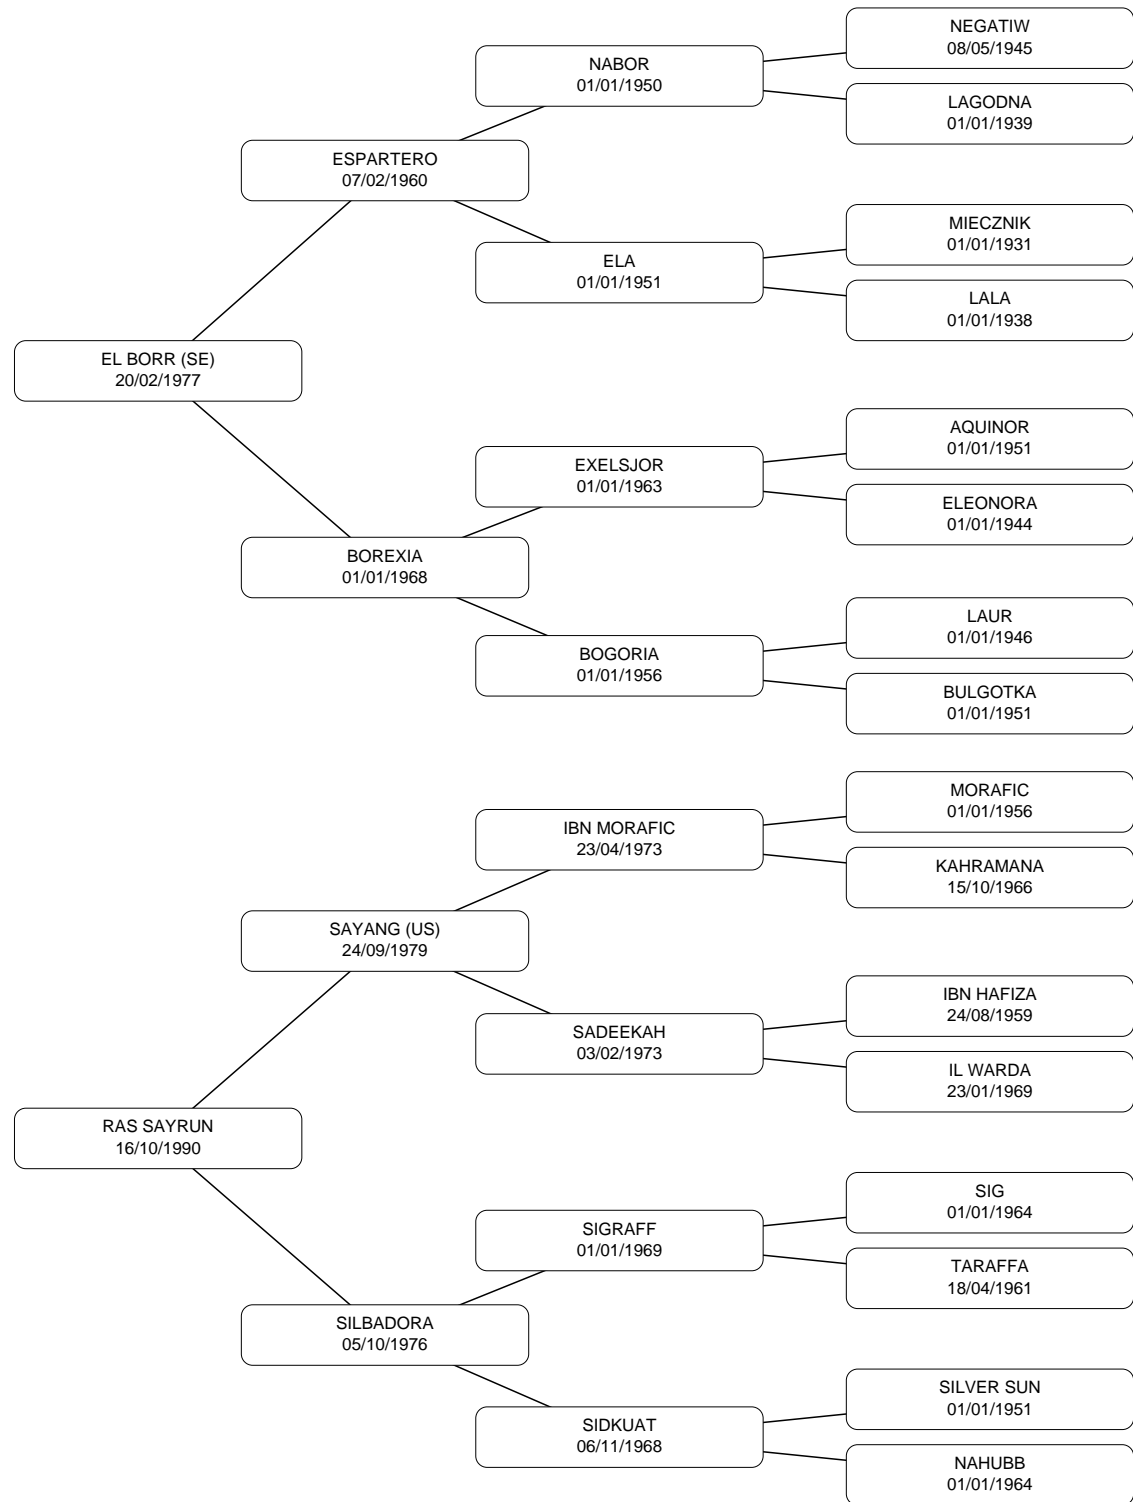 NEGATIW
08/05/1945
NABOR
01/01/1950
LAGODNA
01/01/1939
ESPARTERO
07/02/1960
MIECZNIK
01/01/1931
ELA
01/01/1951
LALA
01/01/1938
EL BORR (SE)
20/02/1977
AQUINOR
01/01/1951
EXELSJOR
01/01/1963
ELEONORA
01/01/1944
BOREXIA
01/01/1968
LAUR
01/01/1946
BOGORIA
01/01/1956
BULGOTKA
01/01/1951
MORAFIC
01/01/1956
IBN MORAFIC
23/04/1973
KAHRAMANA
15/10/1966
SAYANG (US)
24/09/1979
IBN HAFIZA
24/08/1959
SADEEKAH
03/02/1973
IL WARDA
23/01/1969
RAS SAYRUN
16/10/1990
SIG
01/01/1964
SIGRAFF
01/01/1969
TARAFFA
18/04/1961
SILBADORA
05/10/1976
SILVER SUN
01/01/1951
SIDKUAT
06/11/1968
NAHUBB
01/01/1964